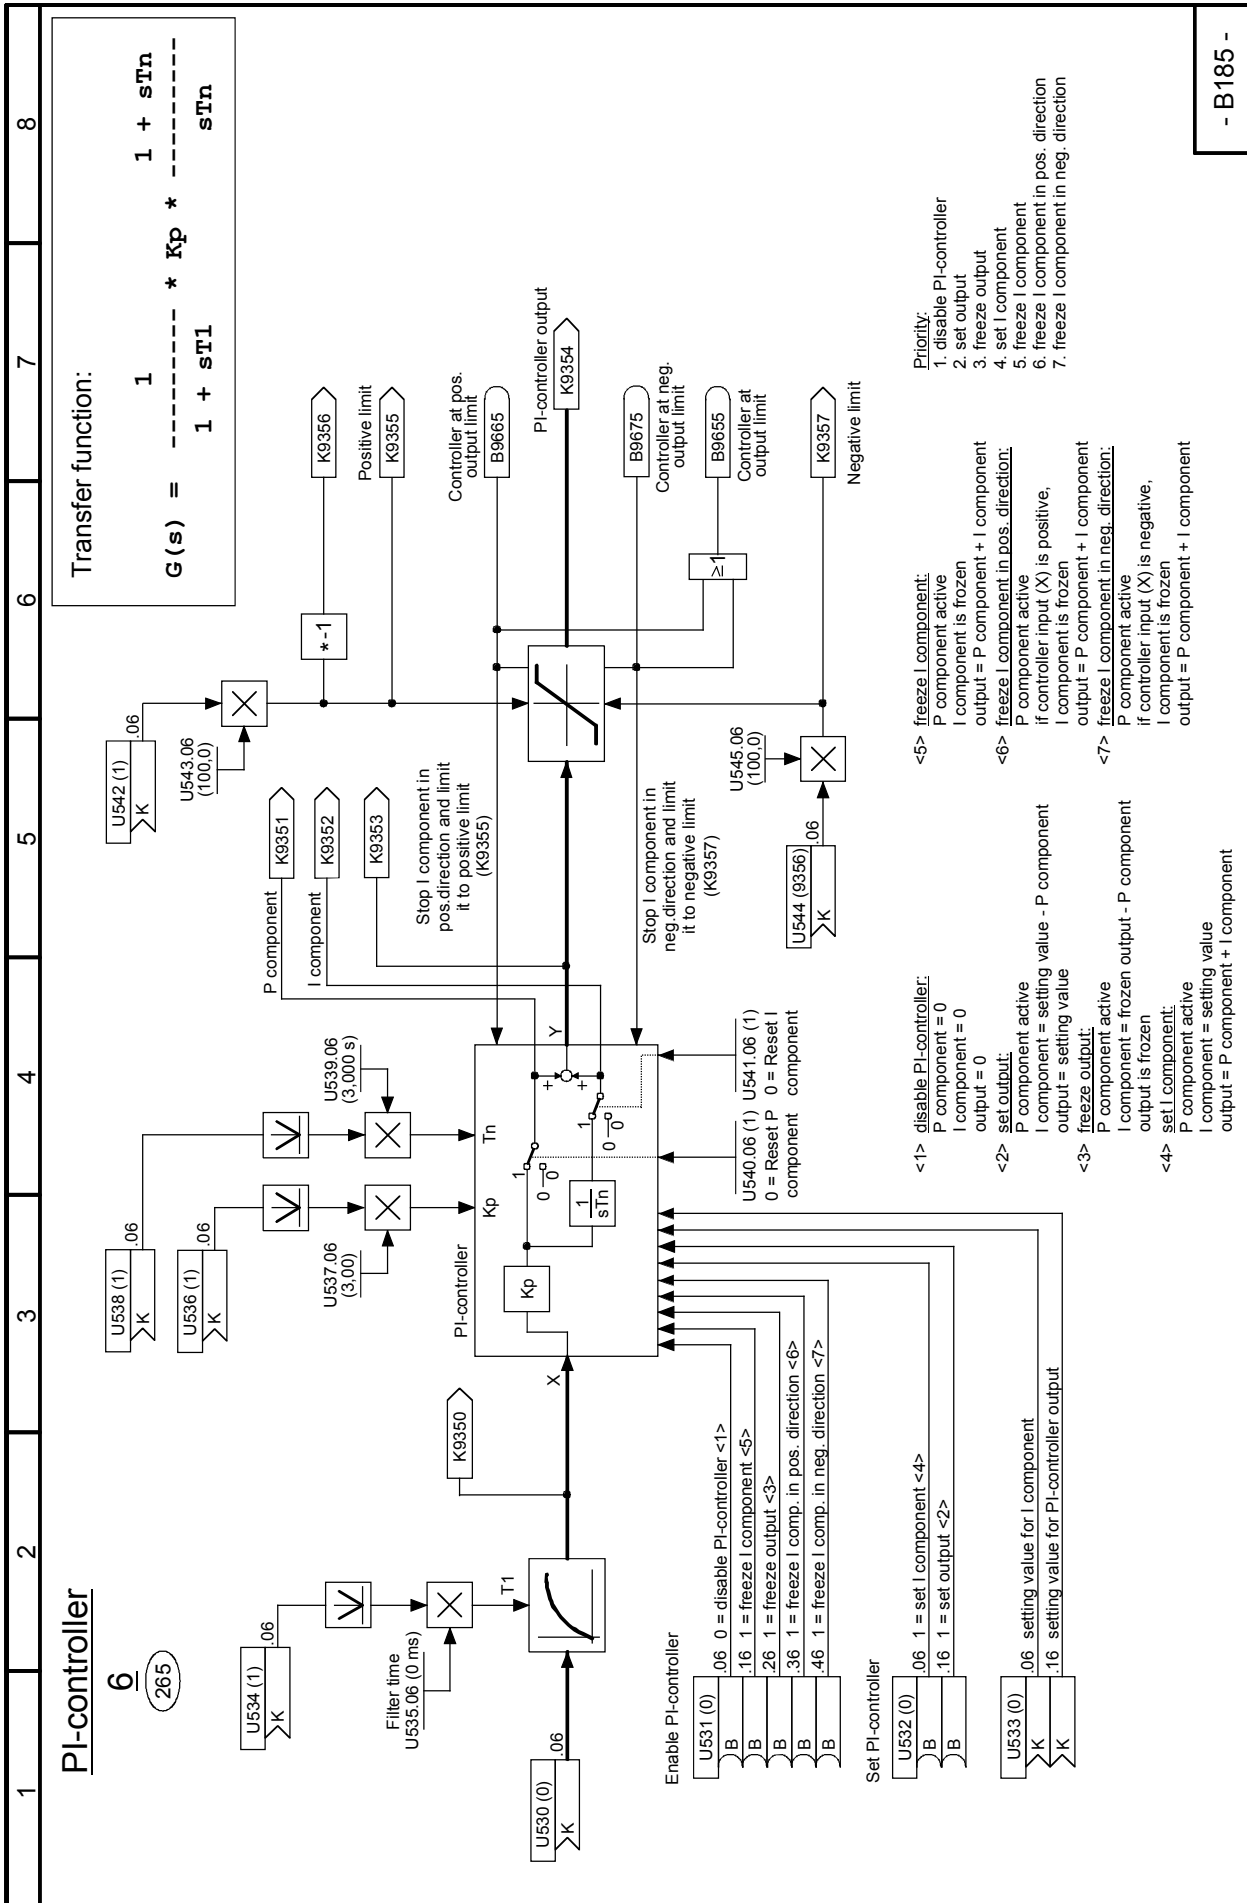 1 2 3 4 5 6 7 8
PI-controller
6
265
Transfer function:
1 1 + sTn
G(s) = -------- * Kp * ---------
1 + sT1 sTn
U534 (1)
K
.06
Filter time
U535.06 (0 ms)
T1
U530 (0)
K
.06
K9350
X
U538 (1)
K
.06
U536 (1)
K
.06
U537.06
(3,00)
U539.06
(3,000 s)
Kp
Tn
PI-controller
Kp
1
sTn
1
0
0
1
0
0
+
+
Y
U540.06 (1)
0 = Reset P
component
U541.06 (1)
0 = Reset I
component
P component
K9351
I component
K9352
K9353
Stop I component in
pos.direction and limit
it to positive limit
(K9355)
Stop I component in
neg.direction and limit
it to negative limit
(K9357)
U542 (1)
K
.06
U543.06
(100,0)
*-1
K9356
Positive limit
K9355
Controller at pos.
output limit
B9665
PI-controller output
K9354
B9675
Controller at neg.
output limit
≥1
B9655
Controller at
output limit
K9357
Negative limit
U545.06
(100,0)
U544 (9356)
K
.06
Enable PI-controller
U531 (0)
B .06 0 = disable PI-controller <1>
B .16 1 = freeze I component <5>
B .26 1 = freeze output <3>
B .36 1 = freeze I comp. in pos. direction <6>
B .46 1 = freeze I comp. in neg. direction <7>
Set PI-controller
U532 (0)
B .06 1 = set I component <4>
B .16 1 = set output <2>
U533 (0)
K .06 setting value for I component
K .16 setting value for PI-controller output
<1> disable PI-controller:
P component = 0
I component = 0
output = 0
<2> set output:
P component active
I component = setting value - P component
output = setting value
<3> freeze output:
P component active
I component = frozen output - P component
output is frozen
<4> set I component:
P component active
I component = setting value
output = P component + I component
<5> freeze I component:
P component active
I component is frozen
output = P component + I component
<6> freeze I component in pos. direction:
P component active
if controller input (X) is positive,
I component is frozen
output = P component + I component
<7> freeze I component in neg. direction:
P component active
if controller input (X) is negative,
I component is frozen
output = P component + I component
Priority:
1. disable PI-controller
2. set output
3. freeze output
4. set I component
5. freeze I component
6. freeze I component in pos. direction
7. freeze I component in neg. direction
- B185 -